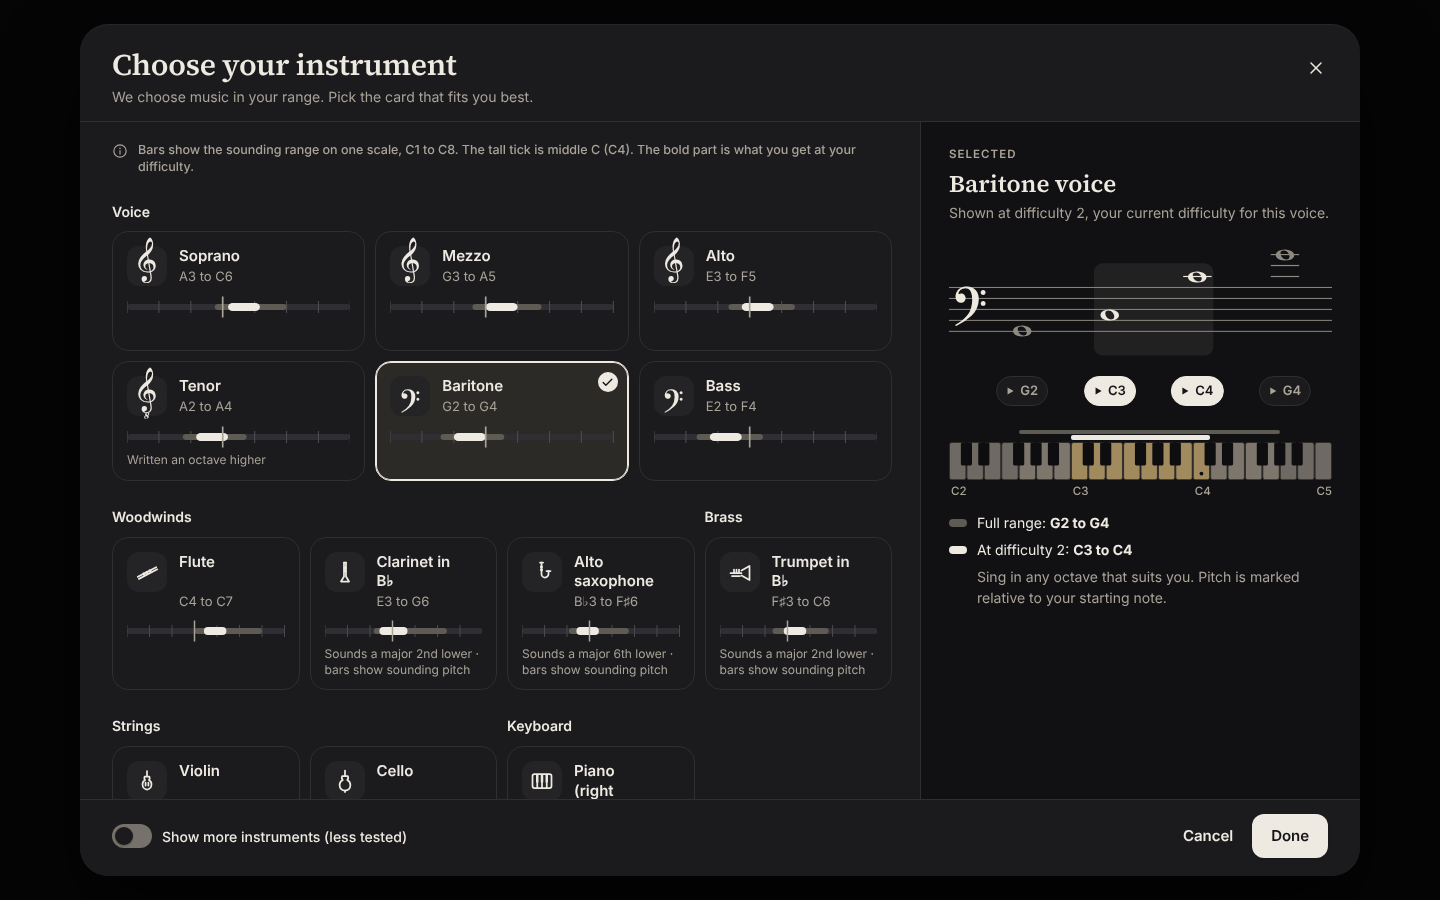 Choose your instrument
We choose music in your range. Pick the card that fits you best.
Bars show the sounding range on one scale, C1 to C8. The tall tick is middle C (C4). The bold part is what you get at your
difficulty.
Voice
Soprano
A3 to C6
Mezzo
G3 to A5
Alto
E3 to F5
Tenor
A2 to A4
Written an octave higher
Baritone
G2 to G4
Bass
E2 to F4
Woodwinds
Brass
Flute
C4 to C7
Clarinet in
B♭
E3 to G6
Sounds a major 2nd lower ·
bars show sounding pitch
Alto
saxophone
B♭3 to F♯6
Sounds a major 6th lower ·
bars show sounding pitch
Trumpet in
B♭
F♯3 to C6
Sounds a major 2nd lower ·
bars show sounding pitch
Strings
Keyboard
Violin
Cello
Piano
(right
SELECTED
Baritone voice
Shown at difficulty 2, your current difficulty for this voice.
G2
C3
C4
G4
C2
C3
C4
C5
Full range: G2 to G4
At difficulty 2: C3 to C4
Sing in any octave that suits you. Pitch is marked
relative to your starting note.
Show more instruments (less tested)
Cancel
Done